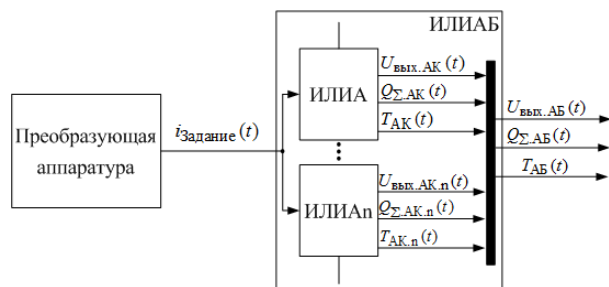 ИЛИАБ
Преобразующая
аппаратура
iЗадание(t)
ИЛИА
Uвых.АК(t)
QΣ.АК(t)
TАК(t)
ИЛИАn
Uвых.АК.n(t)
QΣ.АК.n(t)
TАК.n(t)
Uвых.АБ(t)
QΣ.АБ(t)
TАБ(t)